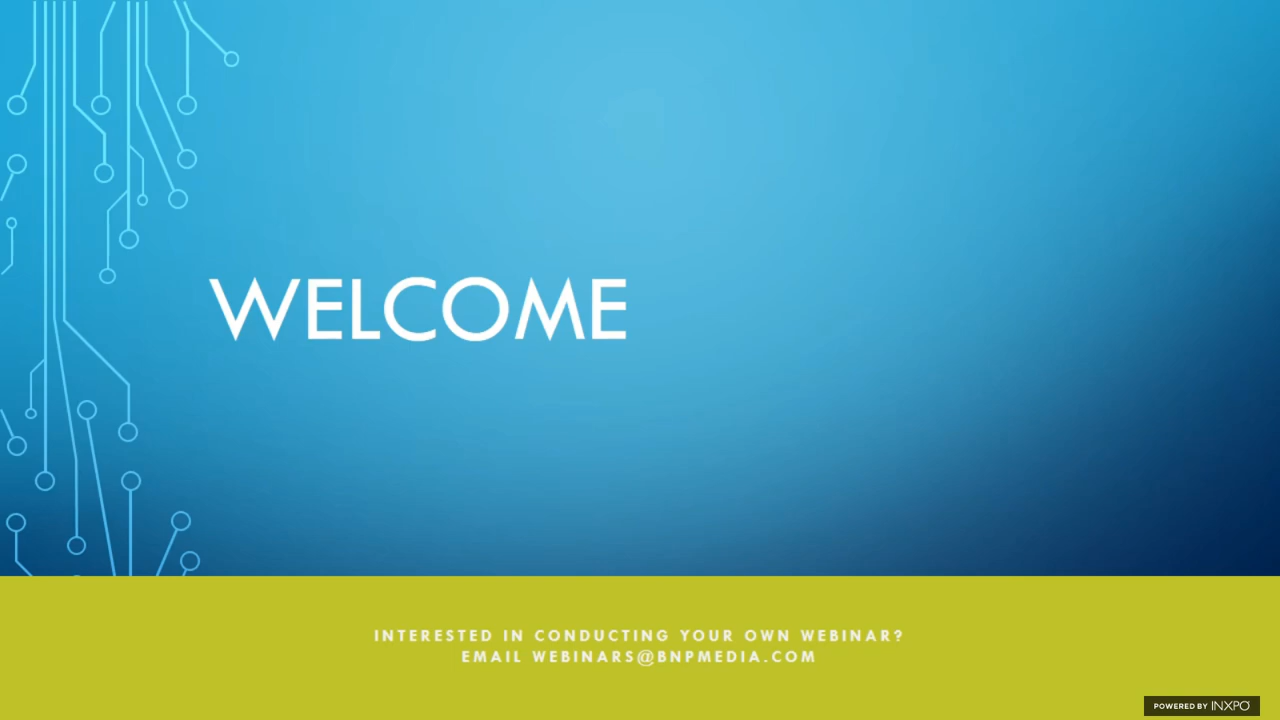 WELCOME
INTERESTED IN CONDUCTING YOUR OWN WEBINAR?
EMAIL WEBINARS@BNPMEDIA.COM
POWERED BY INXPO